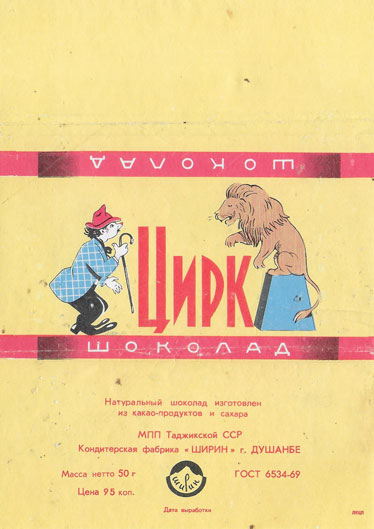 ШОКОЛАД
ЦИРК
ШОКОЛАД
Натуральный шоколад изготовлен
из какао-продуктов и сахара
МПП Таджикской ССР
Кондитерская фабрика «ШИРИН» г. ДУШАНБЕ
Масса нетто 50 г
ширин
ГОСТ 6534-69
Цена 95 коп.
Дата выработки